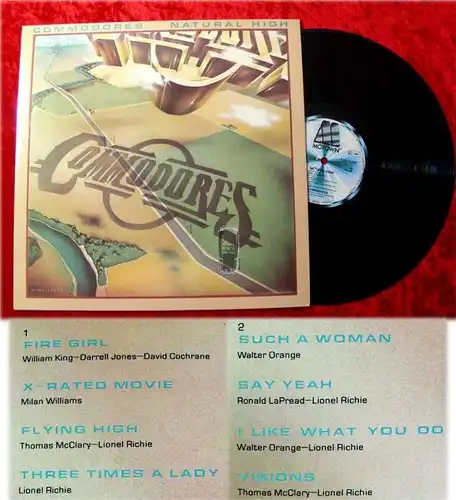 COMMODORES NATURAL HIGH
COMMODORES
MOTOWN
1
FIRE GIRL
William King—Darrell Jones—David Cochrane
X-RATED MOVIE
Milan Williams
FLYING HIGH
Thomas McClary—Lionel Richie
THREE TIMES A LADY
Lionel Richie
2
SUCH A WOMAN
Walter Orange
SAY YEAH
Ronald LaPread—Lionel Richie
I LIKE WHAT YOU DO
Walter Orange—Lionel Richie
VISIONS
Thomas McClary—Lionel Richie